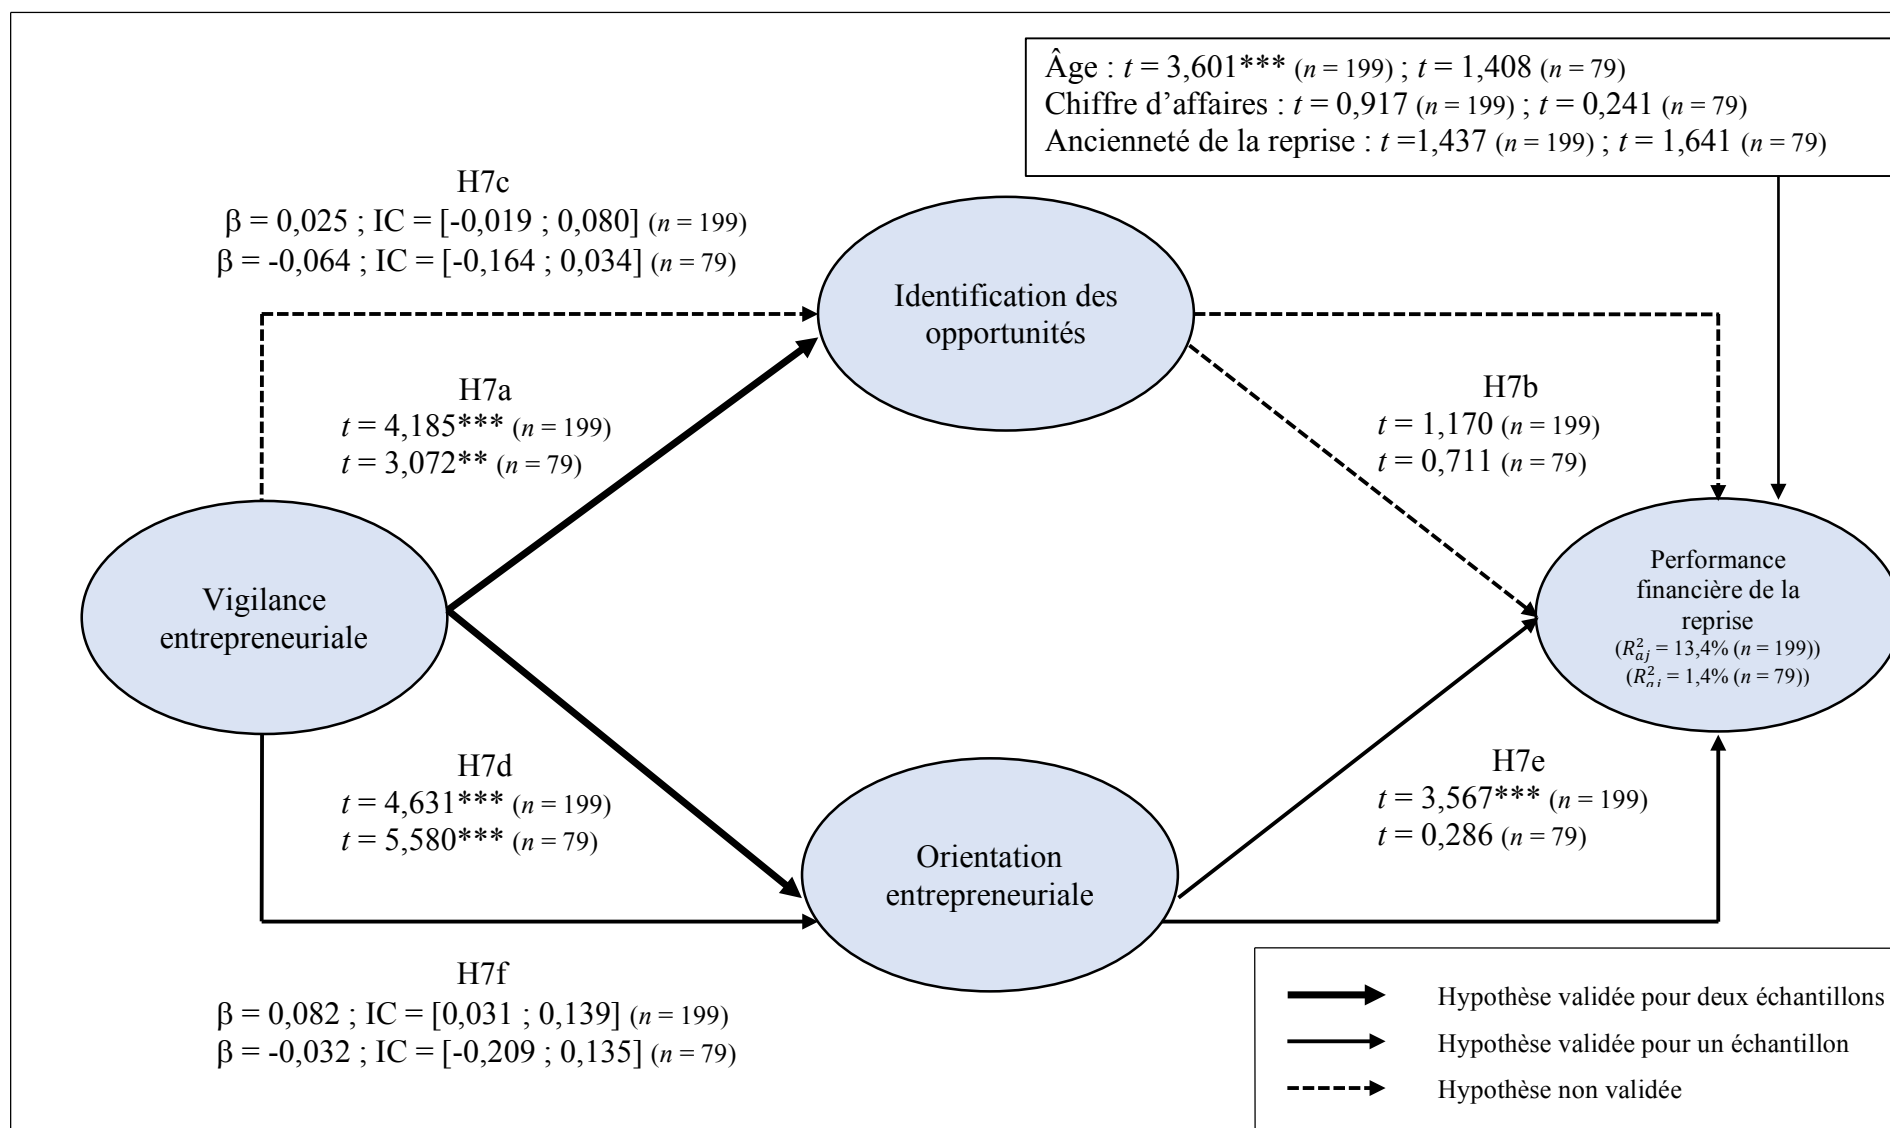 Âge : t = 3,601*** (n = 199) ; t = 1,408 (n = 79)
Chiffre d’affaires : t = 0,917 (n = 199) ; t = 0,241 (n = 79)
Ancienneté de la reprise : t =1,437 (n = 199) ; t = 1,641 (n = 79)
H7c
β = 0,025 ; IC = [-0,019 ; 0,080] (n = 199)
β = -0,064 ; IC = [-0,164 ; 0,034] (n = 79)
Identification des
opportunités
H7a
t = 4,185*** (n = 199)
t = 3,072** (n = 79)
H7b
t = 1,170 (n = 199)
t = 0,711 (n = 79)
Vigilance
entrepreneuriale
Performance
financière de la
reprise
(R²aj = 13,4% (n = 199))
(R²aj = 1,4% (n = 79))
H7d
t = 4,631*** (n = 199)
t = 5,580*** (n = 79)
H7e
t = 3,567*** (n = 199)
t = 0,286 (n = 79)
Orientation
entrepreneuriale
H7f
β = 0,082 ; IC = [0,031 ; 0,139] (n = 199)
β = -0,032 ; IC = [-0,209 ; 0,135] (n = 79)
Hypothèse validée pour deux échantillons
Hypothèse validée pour un échantillon
Hypothèse non validée